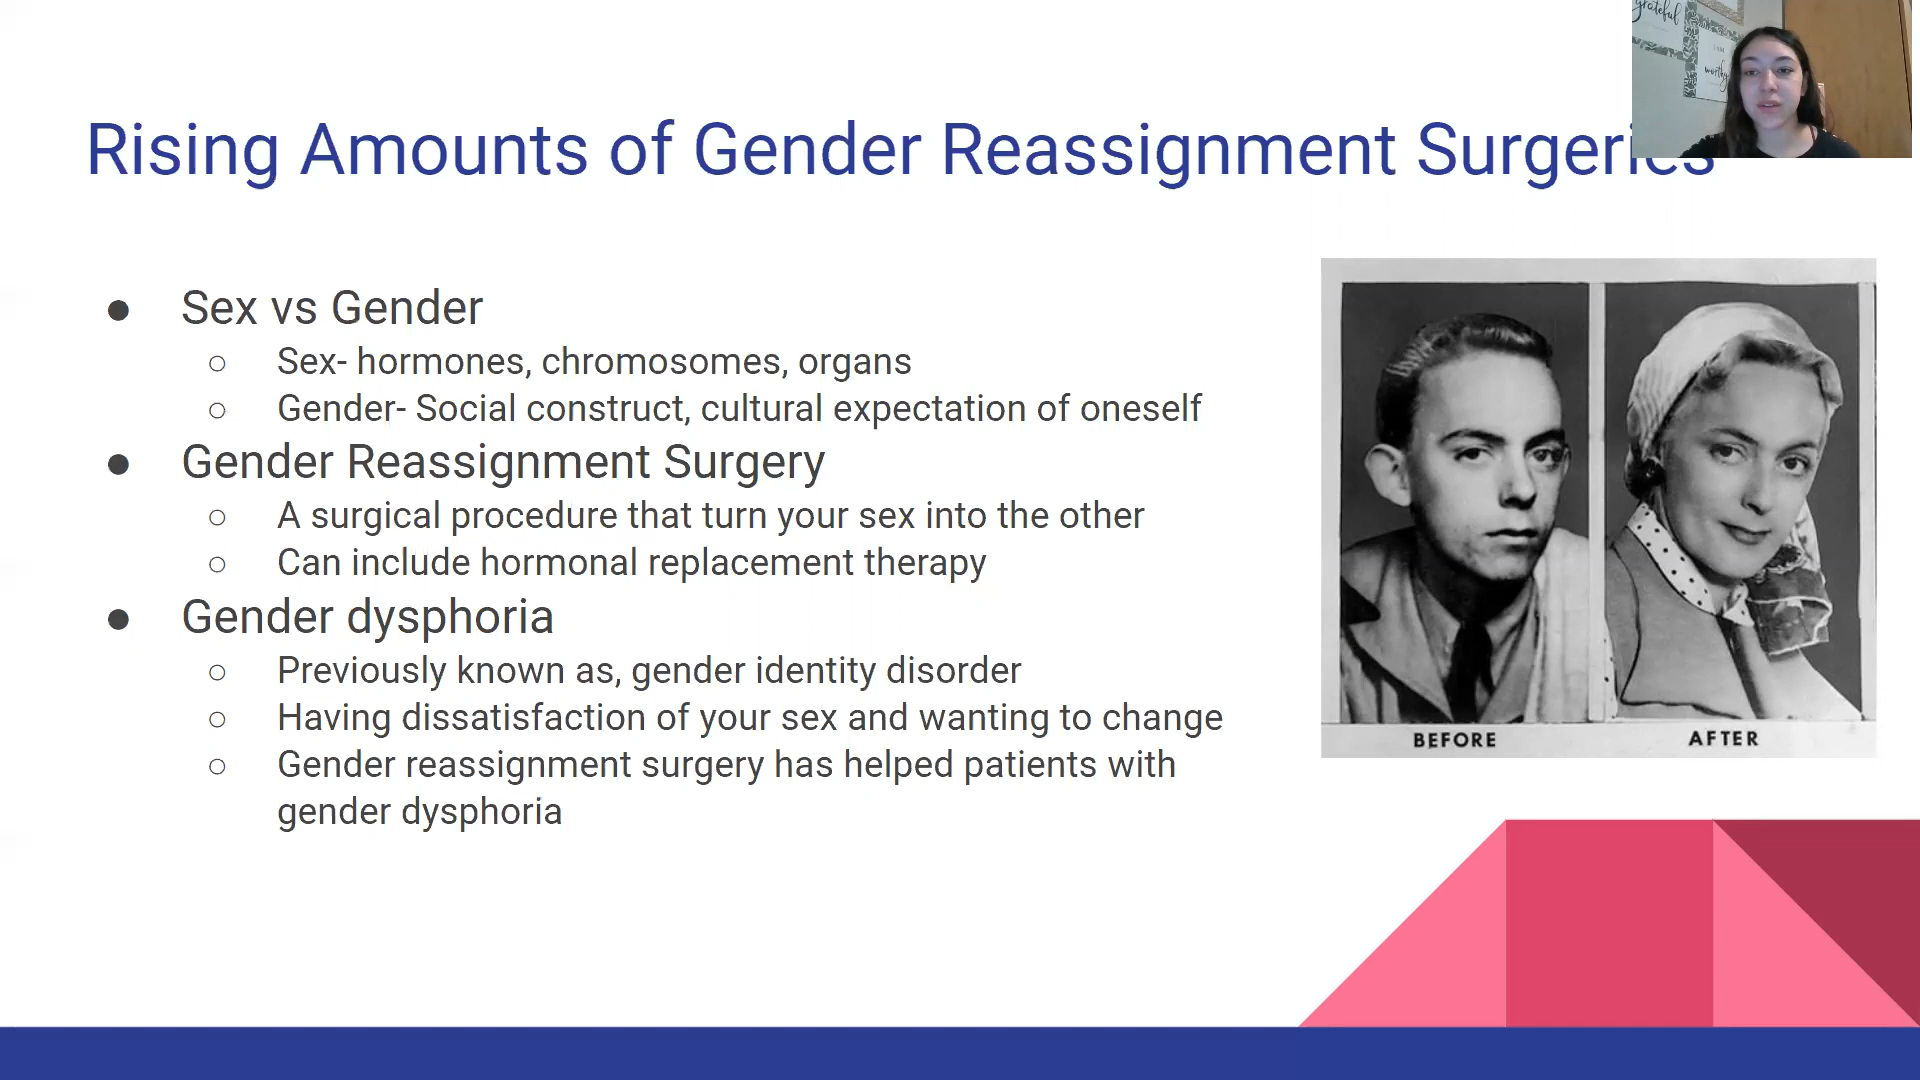 grateful
I AM
worthy
Rising Amounts of Gender Reassignment Surgeries
● Sex vs Gender
○ Sex- hormones, chromosomes, organs
○ Gender- Social construct, cultural expectation of oneself
● Gender Reassignment Surgery
○ A surgical procedure that turn your sex into the other
○ Can include hormonal replacement therapy
● Gender dysphoria
○ Previously known as, gender identity disorder
○ Having dissatisfaction of your sex and wanting to change
○ Gender reassignment surgery has helped patients with
gender dysphoria
BEFORE AFTER